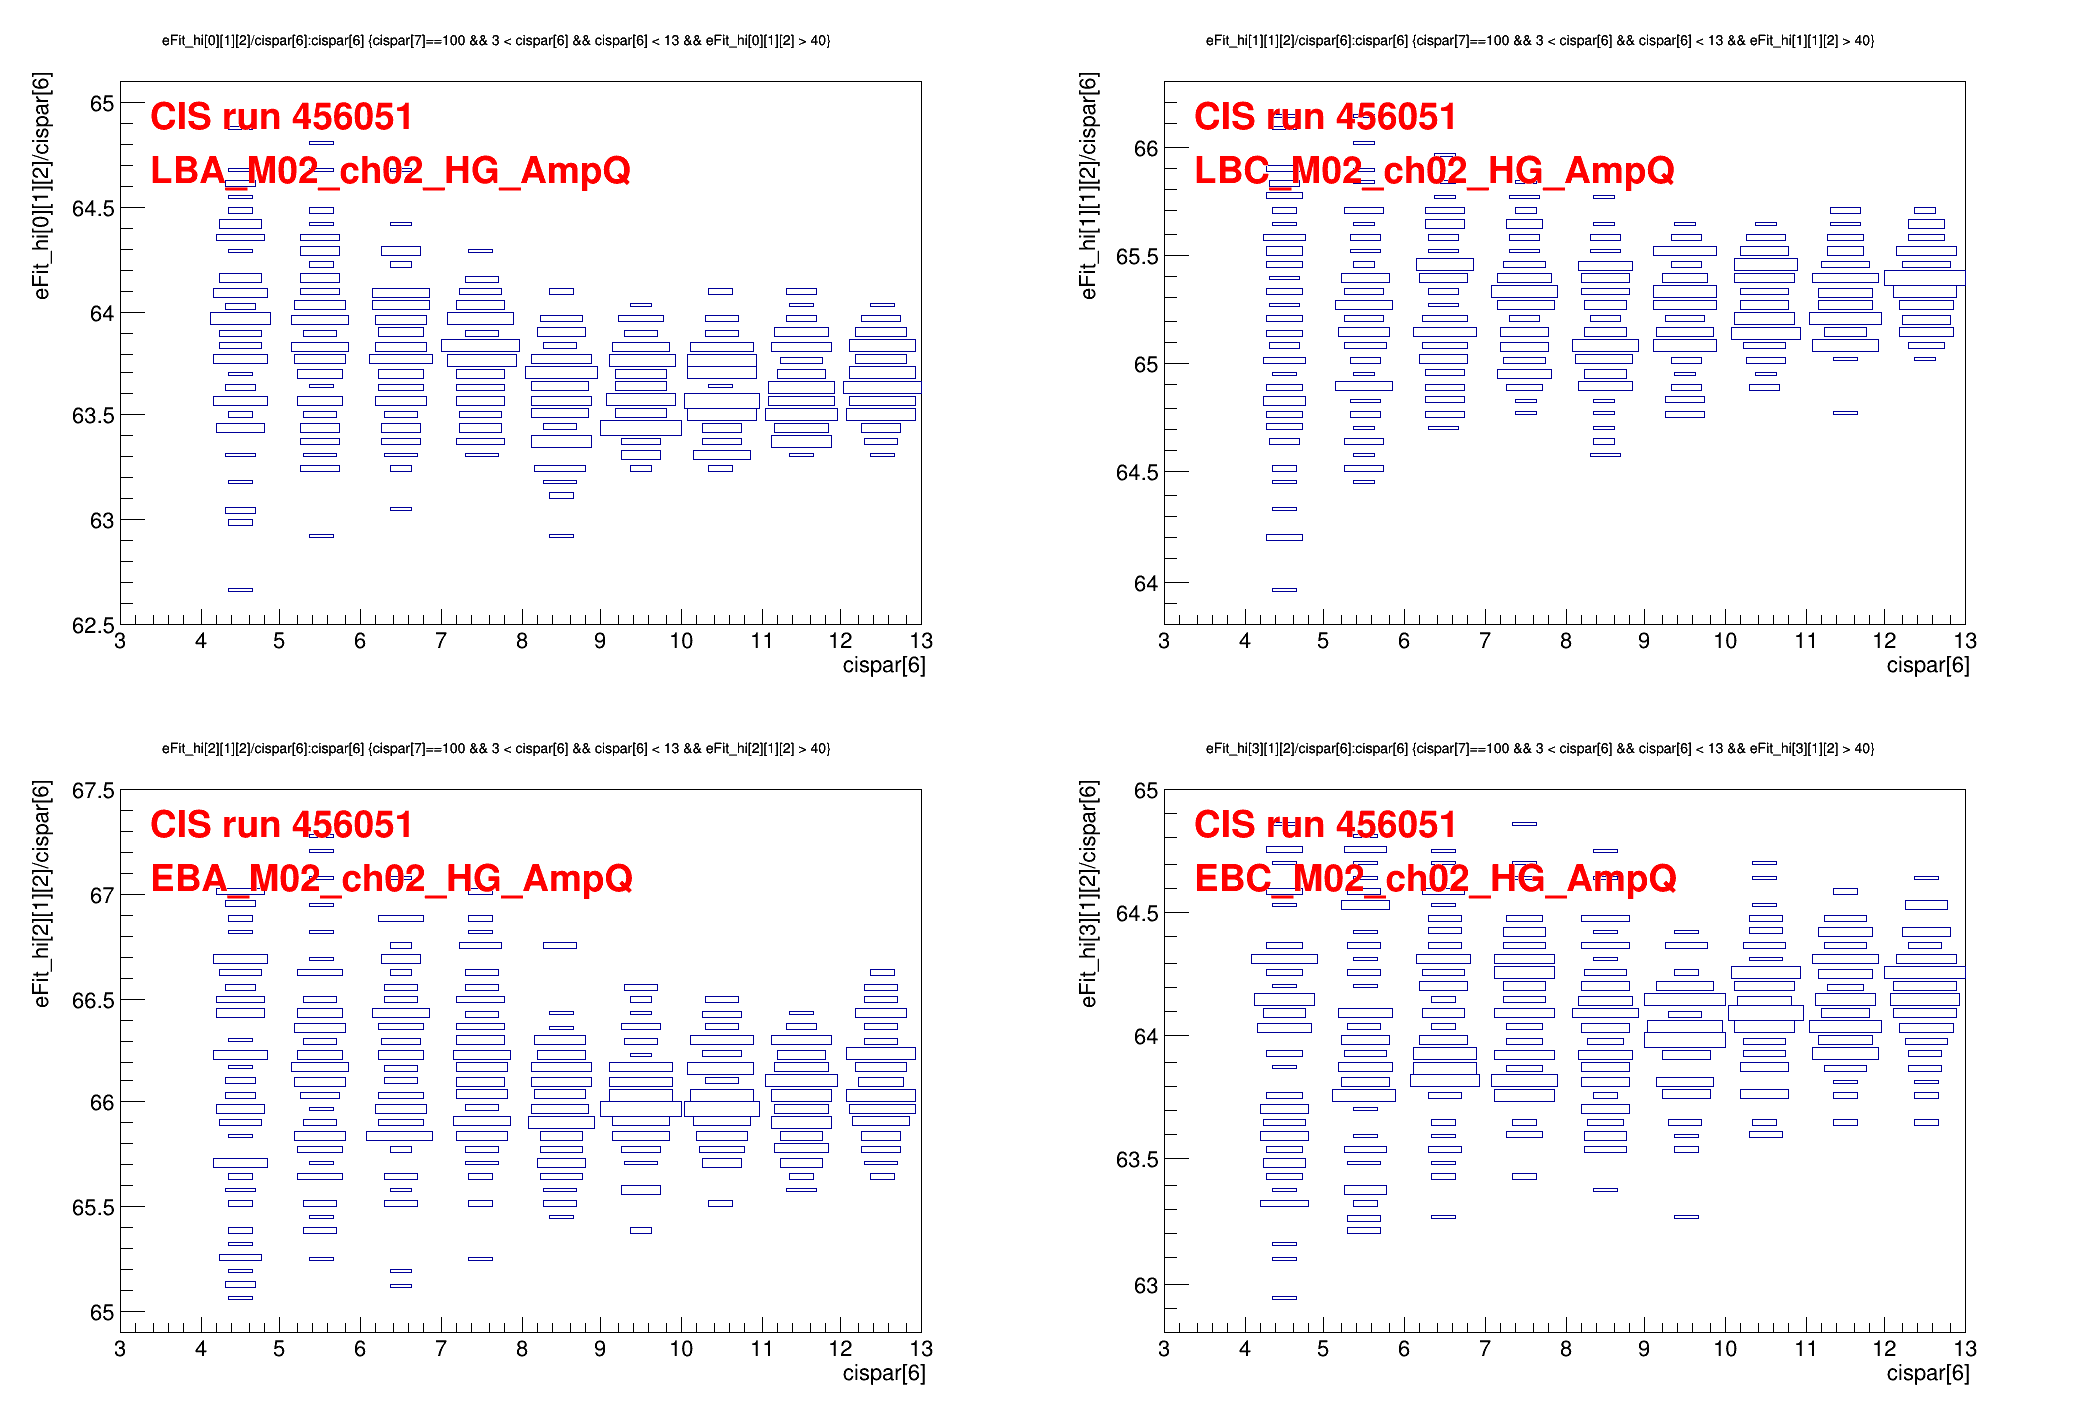 eFit_hi[0][1][2]/cispar[6]:cispar[6] {cispar[7]==100 && 3 < cispar[6] && cispar[6] < 13 && eFit_hi[0][1][2] > 40}
eFit_hi[0][1][2]/cispar[6]
CIS run 456051
LBA_M02_ch02_HG_AmpQ
65
64.5
64
63.5
63
62.5
3 4 5 6 7 8 9 10 11 12 13
cispar[6]
eFit_hi[1][1][2]/cispar[6]:cispar[6] {cispar[7]==100 && 3 < cispar[6] && cispar[6] < 13 && eFit_hi[1][1][2] > 40}
eFit_hi[1][1][2]/cispar[6]
CIS run 456051
LBC_M02_ch02_HG_AmpQ
66
65.5
65
64.5
64
3 4 5 6 7 8 9 10 11 12 13
cispar[6]
eFit_hi[2][1][2]/cispar[6]:cispar[6] {cispar[7]==100 && 3 < cispar[6] && cispar[6] < 13 && eFit_hi[2][1][2] > 40}
eFit_hi[2][1][2]/cispar[6]
CIS run 456051
EBA_M02_ch02_HG_AmpQ
67.5
67
66.5
66
65.5
65
3 4 5 6 7 8 9 10 11 12 13
cispar[6]
eFit_hi[3][1][2]/cispar[6]:cispar[6] {cispar[7]==100 && 3 < cispar[6] && cispar[6] < 13 && eFit_hi[3][1][2] > 40}
eFit_hi[3][1][2]/cispar[6]
CIS run 456051
EBC_M02_ch02_HG_AmpQ
65
64.5
64
63.5
63
3 4 5 6 7 8 9 10 11 12 13
cispar[6]